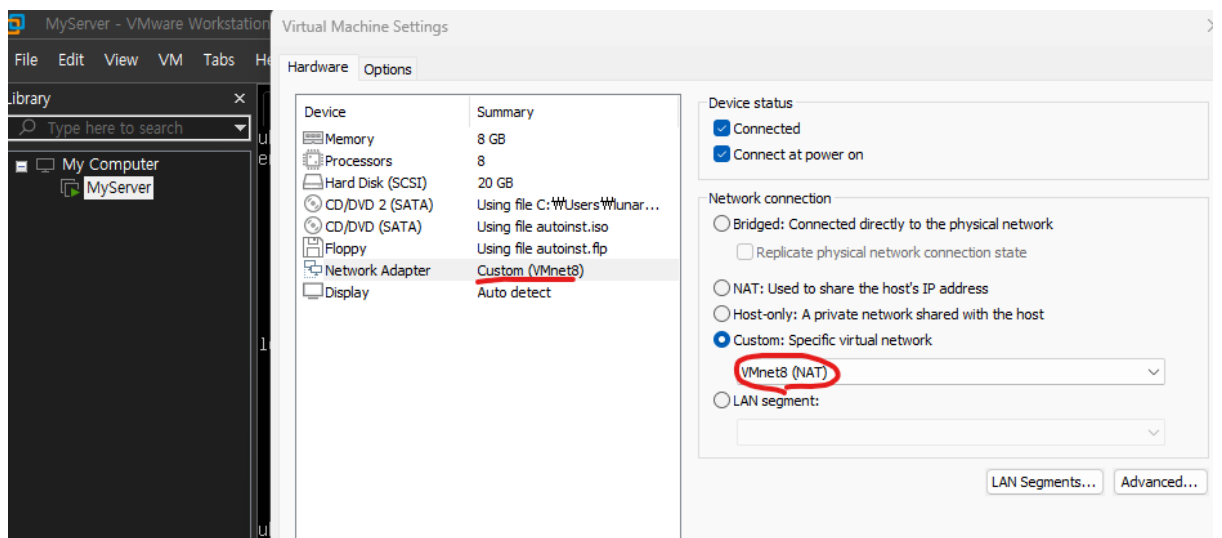 MyServer - VMware Workstation
Virtual Machine Settings
File Edit View VM Tabs He
Hardware Options
Library
Type here to search
My Computer
MyServer
Device Summary
Memory 8 GB
Processors 8
Hard Disk (SCSI) 20 GB
CD/DVD 2 (SATA) Using file C:₩Users₩lunar...
CD/DVD (SATA) Using file autoinst.iso
Floppy Using file autoinst.flp
Network Adapter Custom (VMnet8)
Display Auto detect
Device status
Connected
Connect at power on
Network connection
Bridged: Connected directly to the physical network
Replicate physical network connection state
NAT: Used to share the host's IP address
Host-only: A private network shared with the host
Custom: Specific virtual network
VMnet8 (NAT)
LAN segment:
LAN Segments... Advanced...